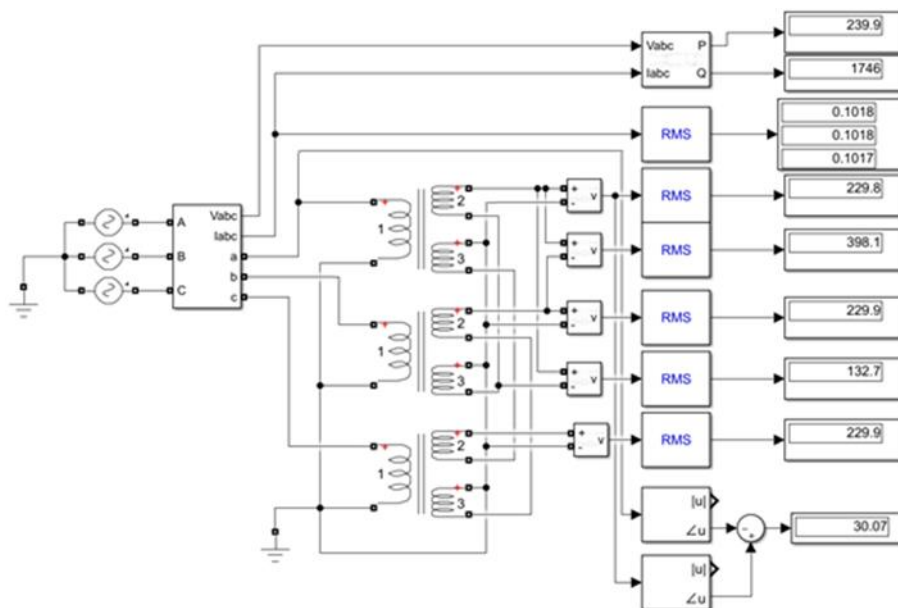 Vabc P
Iabc Q
239.9
1746
RMS
0.1018
0.1018
0.1017
RMS
229.8
RMS
398.1
RMS
229.9
RMS
132.7
RMS
229.9
A
B
C
Vabc
Iabc
a
b
c
1
+ 2
+ 3
1
+ 2
+ 3
1
+ 2
+ 3
+ - v
+ - v
+ - v
+ - v
+ - v
|u|
∠u
|u|
∠u
30.07